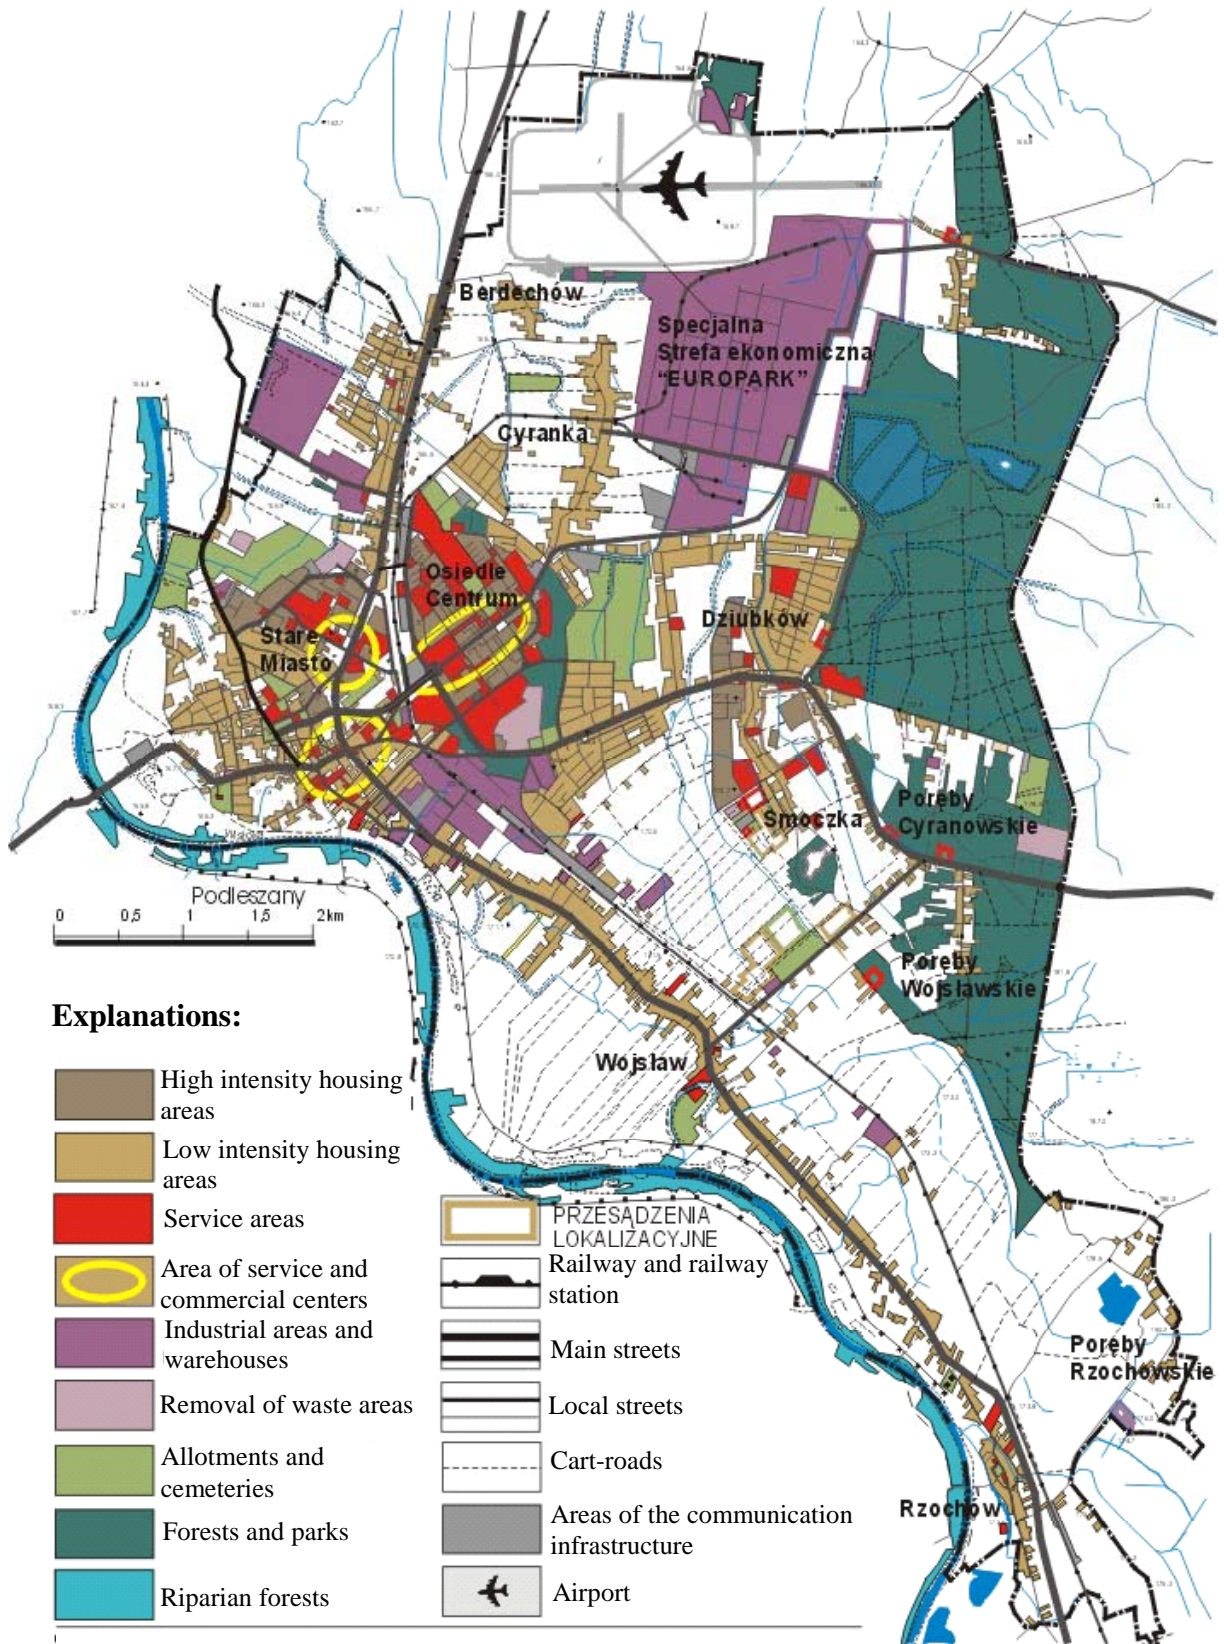 Berdechów
Specjalna
Strefa ekonomiczna
“EUROPARK”
Cyranka
Osiedle
Centrum
Stare
Miasto
Dziubków
Smoczka
Poręby
Cyranowskie
Podleszany
0 0,5 1 1,5 2km
Poręby
Wojsławskie
Wojsław
Poręby
Rzochowskie
Rzochów
Explanations:
High intensity housing
areas
Low intensity housing
areas
Service areas
Area of service and
commercial centers
Industrial areas and
warehouses
Removal of waste areas
Allotments and
cemeteries
Forests and parks
Riparian forests
PRZESĄDZENIA
LOKALIZACYJNE
Railway and railway
station
Main streets
Local streets
Cart-roads
Areas of the communication
infrastructure
Airport